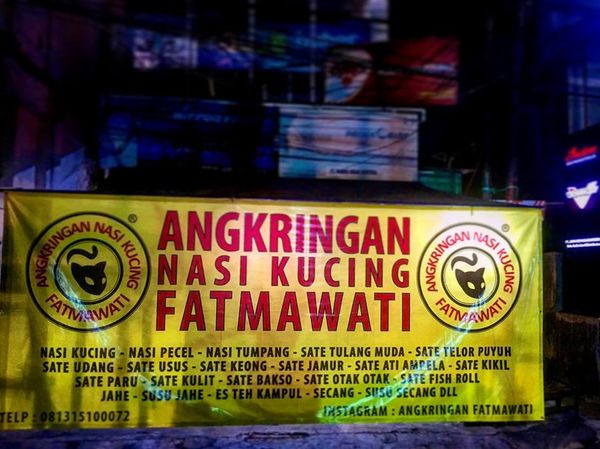 ANGKRINGAN NASI KUCING
FATMAWATI
®
ANGKRINGAN
NASI KUCING
FATMAWATI
ANGKRINGAN NASI KUCING
FATMAWATI
®
NASI KUCING - NASI PECEL - NASI TUMPANG - SATE TULANG MUDA - SATE TELOR PUYUH
SATE UDANG - SATE USUS - SATE KEONG - SATE JAMUR - SATE ATI AMPELA - SATE KIKIL
SATE PARU - SATE KULIT - SATE BAKSO - SATE OTAK OTAK - SATE FISH ROLL
JAHE - SUSU JAHE - ES TEH KAMPUL - SECANG - SUSU SECANG DLL
TELP : 081315100072
INSTAGRAM : ANGKRINGAN FATMAWATI